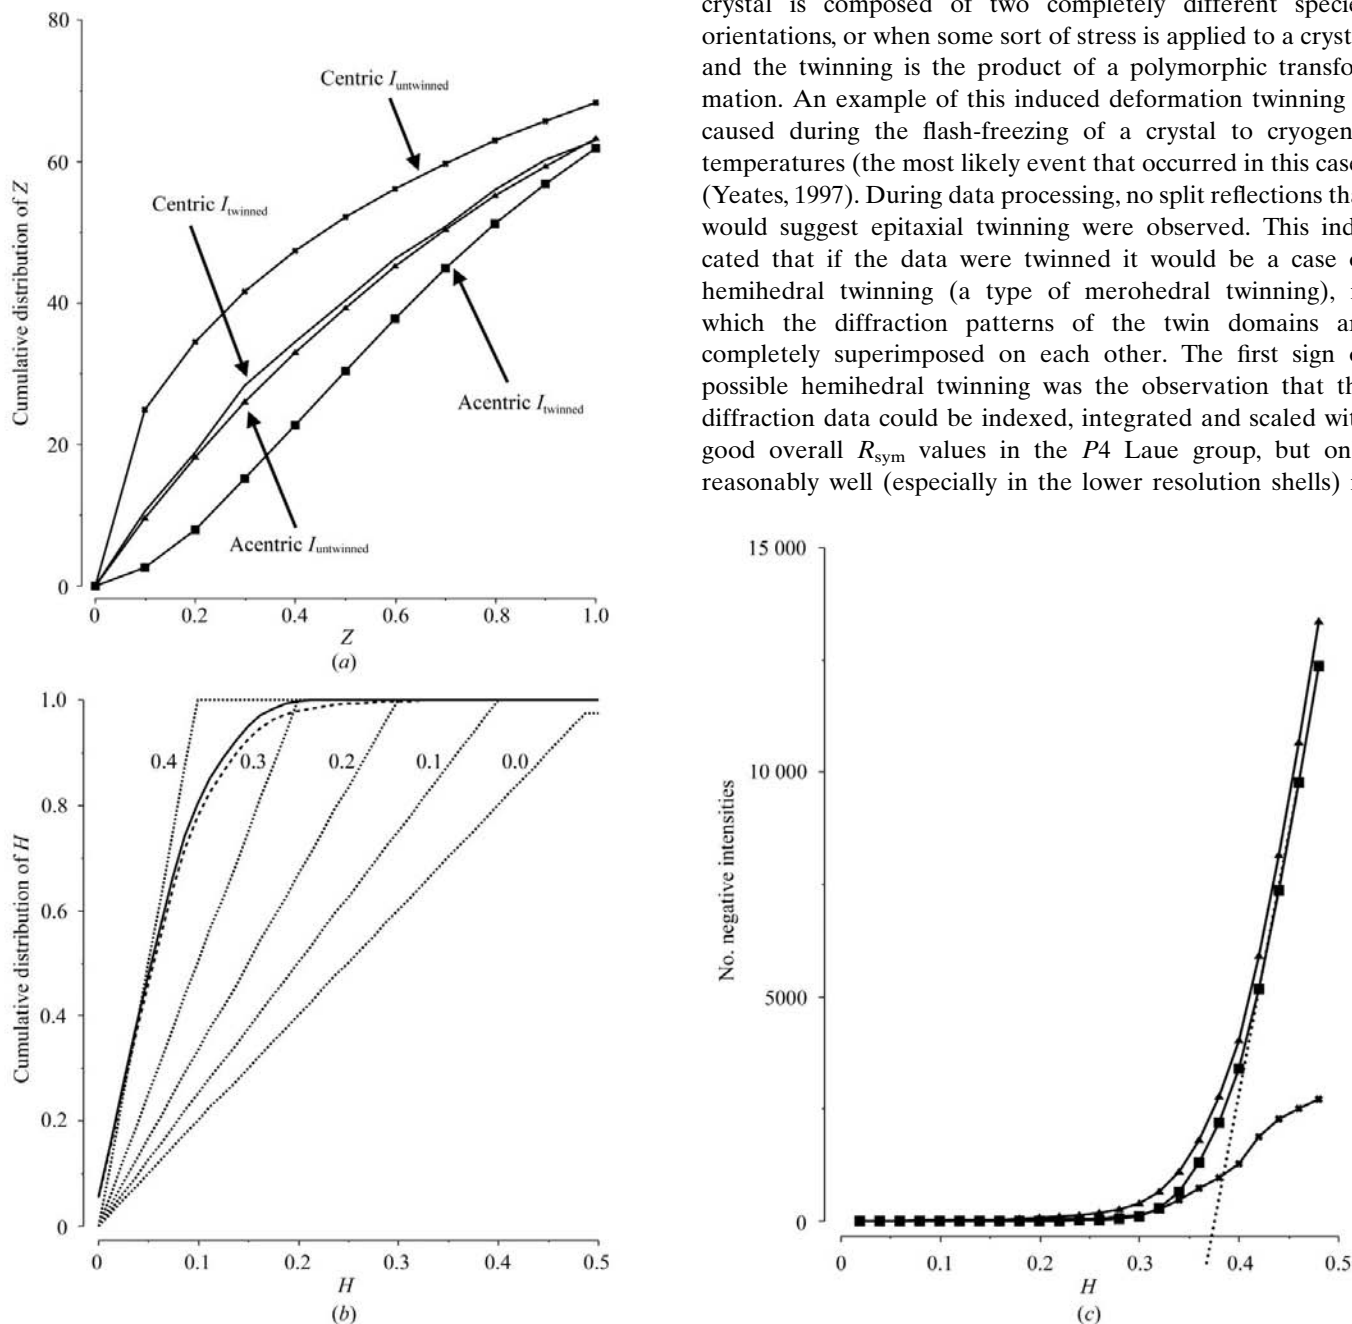 80
60
40
20
0
Cumulative distribution of Z
Centric I_untwinned
Centric I_twinned
Acentric I_twinned
Acentric I_untwinned
0 0.2 0.4 0.6 0.8 1.0
Z
(a)
crystal is composed of two completely different specie
orientations, or when some sort of stress is applied to a cryst
and the twinning is the product of a polymorphic transfo
mation. An example of this induced deformation twinning
caused during the flash-freezing of a crystal to cryogen
temperatures (the most likely event that occurred in this case
(Yeates, 1997). During data processing, no split reflections tha
would suggest epitaxial twinning were observed. This ind
cated that if the data were twinned it would be a case o
hemihedral twinning (a type of merohedral twinning), i
which the diffraction patterns of the twin domains ar
completely superimposed on each other. The first sign o
possible hemihedral twinning was the observation that th
diffraction data could be indexed, integrated and scaled wit
good overall R_sym values in the P4 Laue group, but on
reasonably well (especially in the lower resolution shells) i
1.0
0.8
0.6
0.4
0.2
0
Cumulative distribution of H
0.4 0.3 0.2 0.1 0.0
0 0.1 0.2 0.3 0.4 0.5
H
(b)
15 000
10 000
5000
0
No. negative intensities
0 0.1 0.2 0.3 0.4 0.5
H
(c)